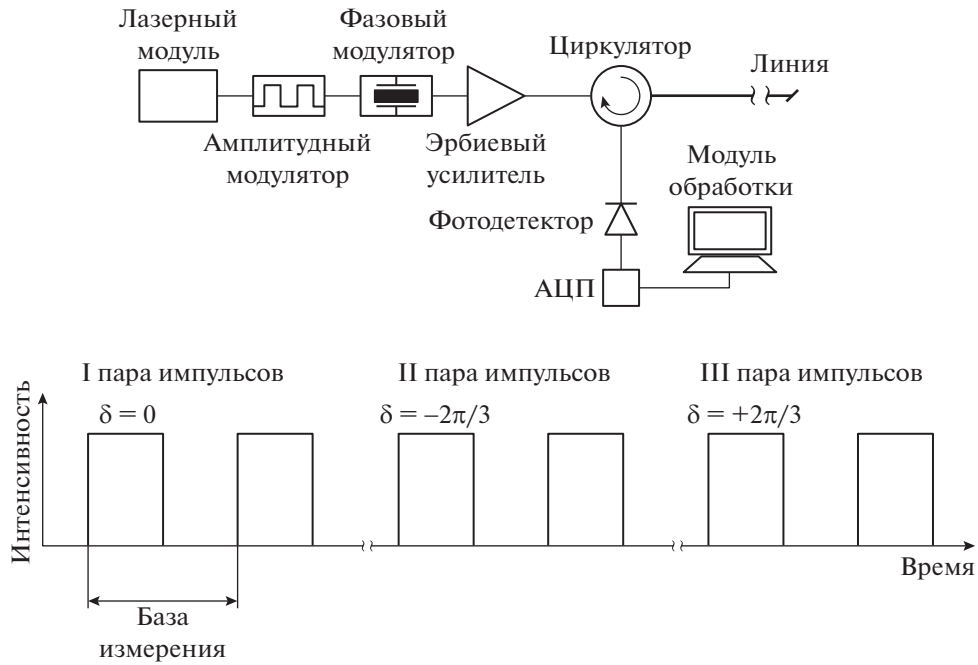 Лазерный
модуль
Фазовый
модулятор
Циркулятор
Линия
Амплитудный
модулятор
Эрбиевый
усилитель
Модуль
обработки
Фотодетектор
АЦП
I пара импульсов
II пара импульсов
III пара импульсов
δ = 0
δ = –2π/3
δ = +2π/3
Интенсивность
Время
База
измерения